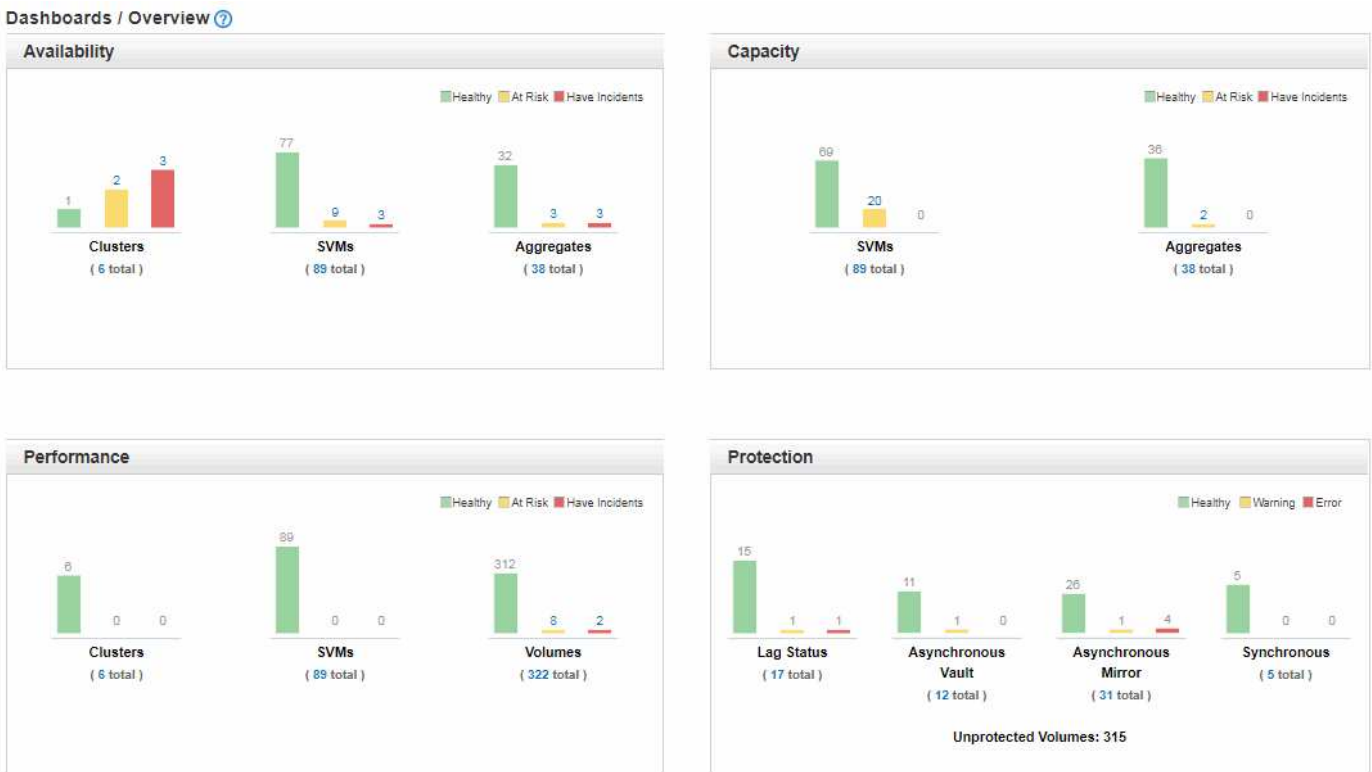 Dashboards / Overview ?
Availability
Healthy At Risk Have Incidents
1 2 3
Clusters
( 6 total )
77 9 3
SVMs
( 89 total )
32 3 3
Aggregates
( 38 total )
Capacity
Healthy At Risk Have Incidents
69 20 0
SVMs
( 89 total )
36 2 0
Aggregates
( 38 total )
Performance
Healthy At Risk Have Incidents
6 0 0
Clusters
( 6 total )
89 0 0
SVMs
( 89 total )
312 8 2
Volumes
( 322 total )
Protection
Healthy Warning Error
15 1 1
Lag Status
( 17 total )
11 1 0
Asynchronous
Vault
( 12 total )
26 1 4
Asynchronous
Mirror
( 31 total )
5 0 0
Synchronous
( 5 total )
Unprotected Volumes: 315